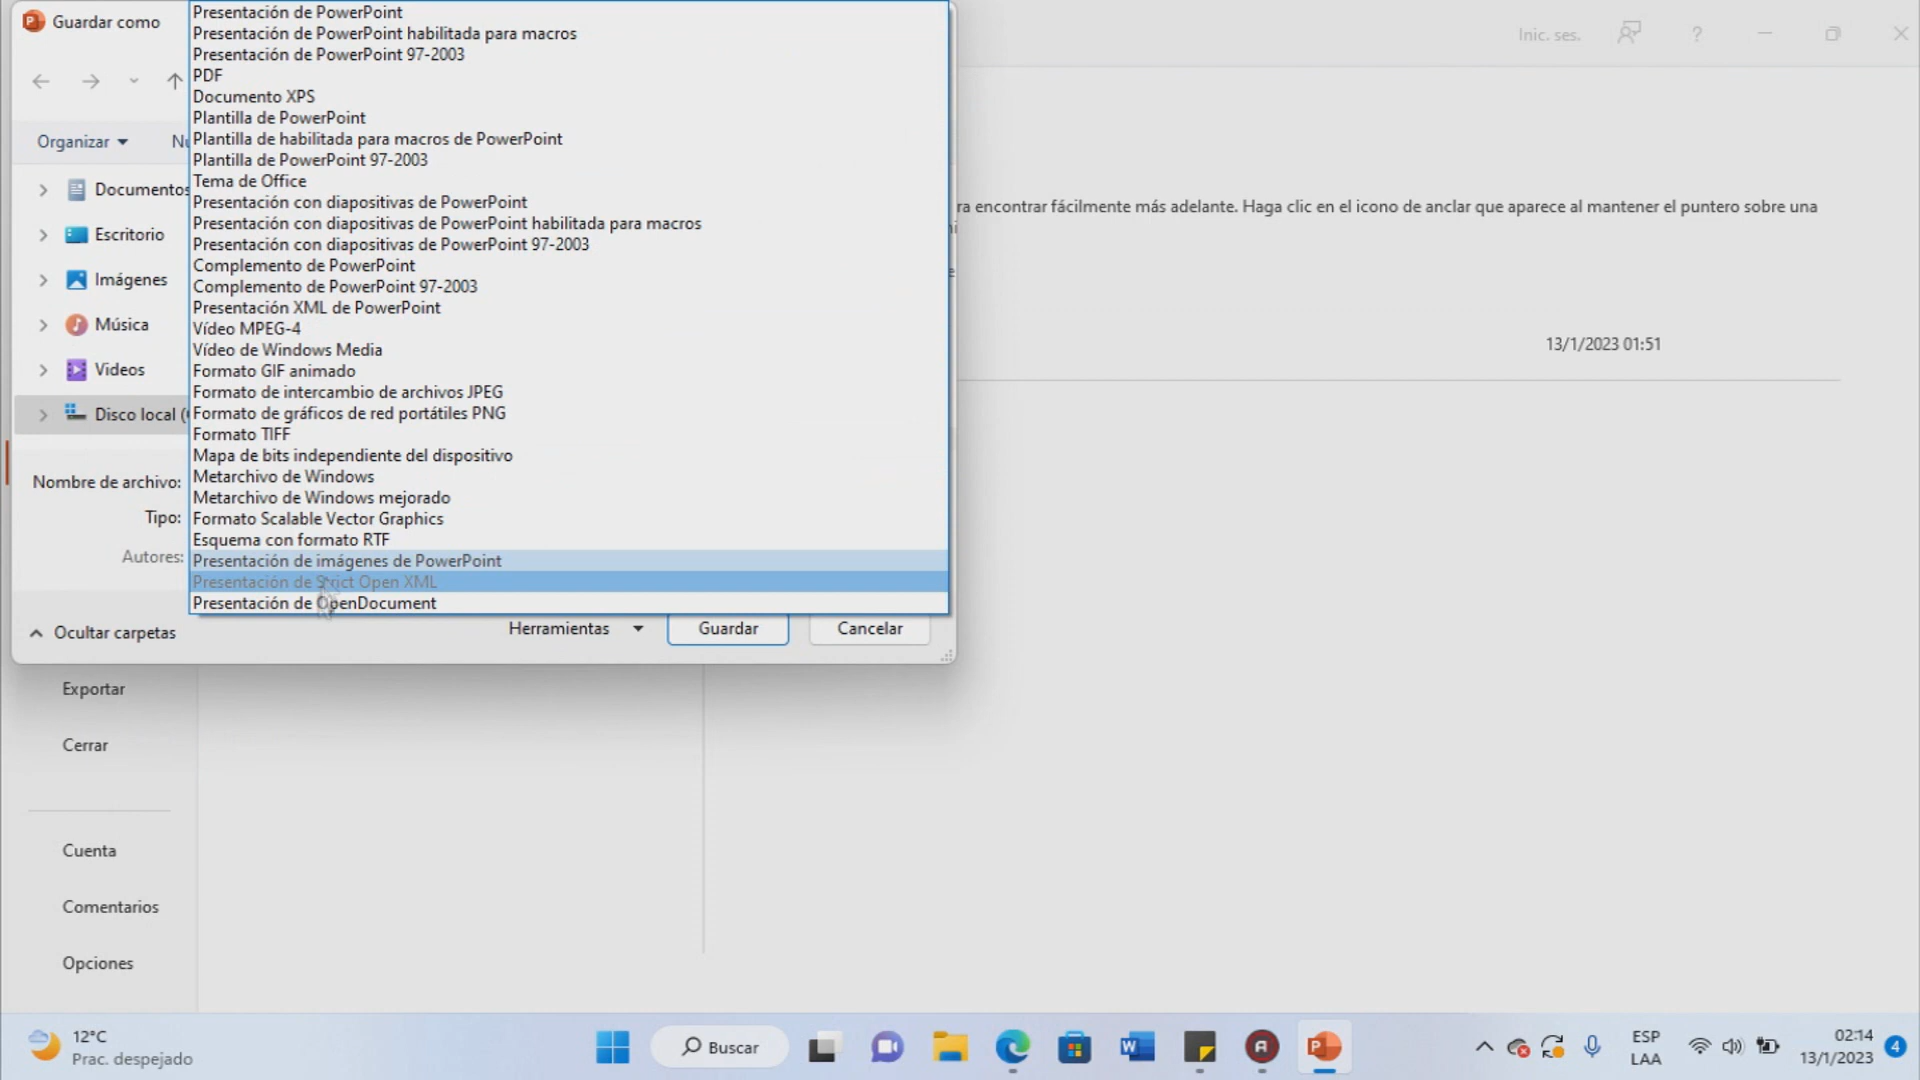 Guardar como
Inic. ses.
?
Organizar
Nu
Documentos
Escritorio
Imágenes
Música
Videos
Disco local (
Nombre de archivo:
Tipo:
Autores:
Presentación de PowerPoint
Presentación de PowerPoint habilitada para macros
Presentación de PowerPoint 97-2003
PDF
Documento XPS
Plantilla de PowerPoint
Plantilla de habilitada para macros de PowerPoint
Plantilla de PowerPoint 97-2003
Tema de Office
Presentación con diapositivas de PowerPoint
Presentación con diapositivas de PowerPoint habilitada para macros
Presentación con diapositivas de PowerPoint 97-2003
Complemento de PowerPoint
Complemento de PowerPoint 97-2003
Presentación XML de PowerPoint
Vídeo MPEG-4
Vídeo de Windows Media
Formato GIF animado
Formato de intercambio de archivos JPEG
Formato de gráficos de red portátiles PNG
Formato TIFF
Mapa de bits independiente del dispositivo
Metarchivo de Windows
Metarchivo de Windows mejorado
Formato Scalable Vector Graphics
Esquema con formato RTF
Presentación de imágenes de PowerPoint
Presentación de Strict Open XML
Presentación de OpenDocument
Ocultar carpetas
Herramientas
Guardar
Cancelar
ra encontrar fácilmente más adelante. Haga clic en el icono de anclar que aparece al mantener el puntero sobre una
13/1/2023 01:51
Exportar
Cerrar
Cuenta
Comentarios
Opciones
12°C
Prac. despejado
Buscar
ESP
LAA
02:14
13/1/2023
4